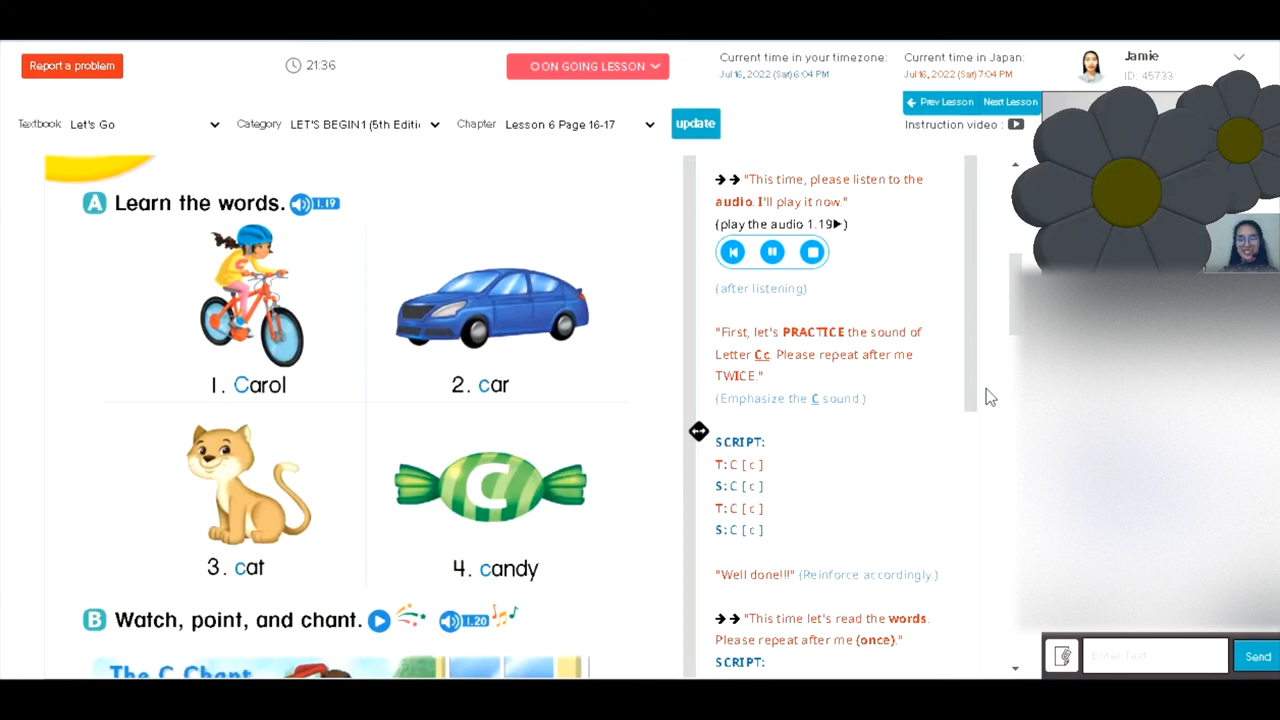 Report a problem
21:36
ON GOING LESSON
Current time in your timezone:
Jul 16, 2022 (Sat) 6:04 PM
Current time in Japan:
Jul 16, 2022 (Sat) 7:04 PM
Jamie
ID: 45733
Prev Lesson Next Lesson
Textbook Let's Go
Category LET'S BEGIN 1 (5th Editi
Chapter Lesson 6 Page 16-17
update
Instruction video :
A Learn the words. 1.19
1. Carol
2. car
C
3. cat
4. candy
B Watch, point, and chant. 1.20
The C Chant
"This time, please listen to the
audio. I'll play it now."
(play the audio 1.19►)
(after listening)
"First, let's PRACTICE the sound of
Letter Cc. Please repeat after me
TWICE."
(Emphasize the C sound.)
SCRIPT:
T: C [ c ]
S: C [ c ]
T: C [ c ]
S: C [ c ]
"Well done!!!" (Reinforce accordingly.)
"This time let's read the words.
Please repeat after me (once)."
SCRIPT:
Enter Text
Send